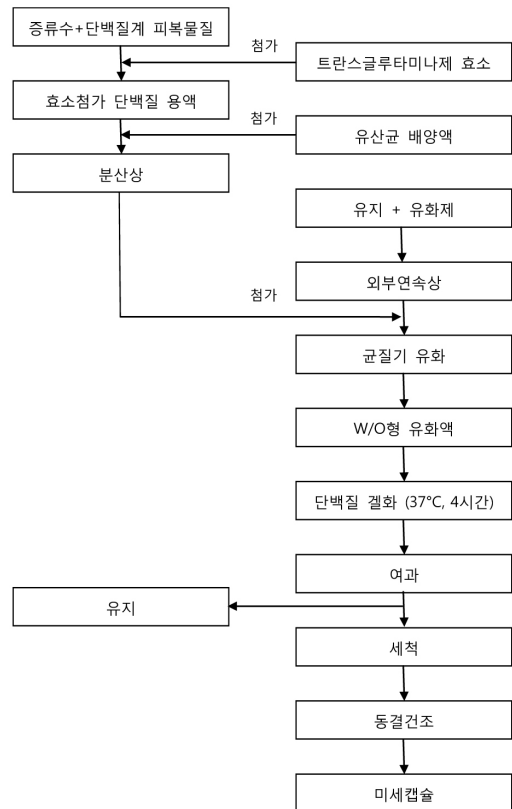 증류수+단백질계 피복물질
첨가
트란스글루타미나제 효소
효소첨가 단백질 용액
첨가
유산균 배양액
분산상
유지 + 유화제
외부연속상
첨가
균질기 유화
W/O형 유화액
단백질 겔화 (37℃, 4시간)
여과
유지
세척
동결건조
미세캡슐